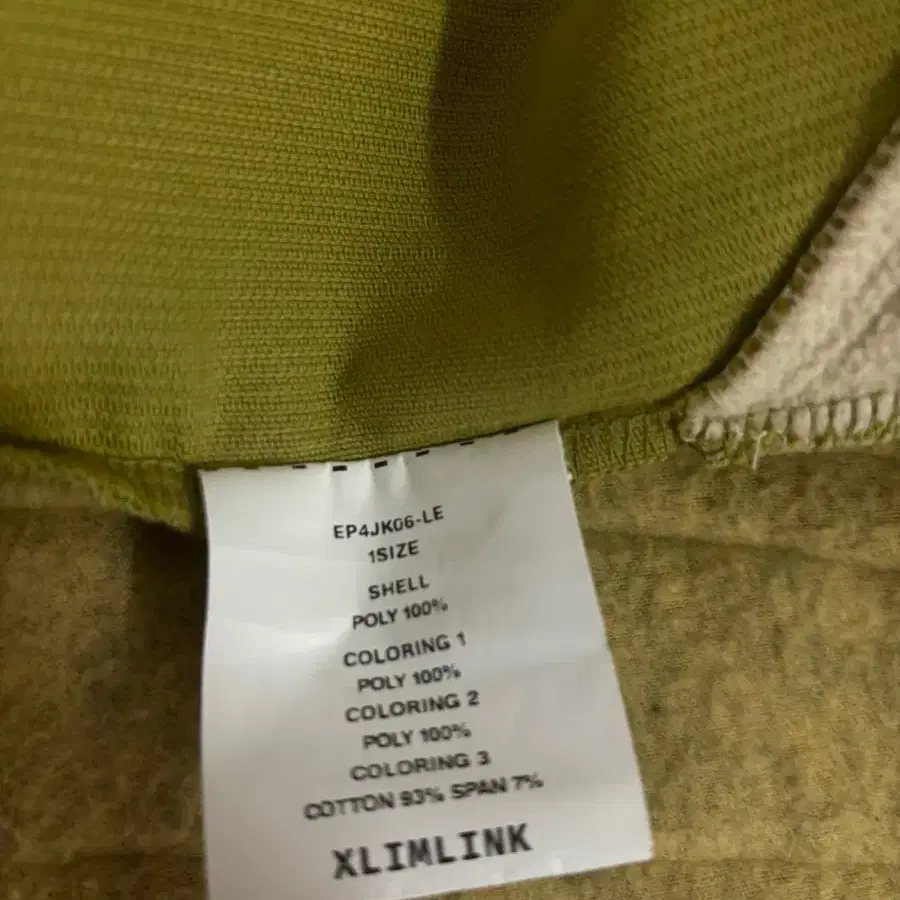 EP4JK06-LE
1SIZE
SHELL
POLY 100%
COLORING 1
POLY 100%
COLORING 2
POLY 100%
COLORING 3
COTTON 93% SPAN 7%
XLIMLINK